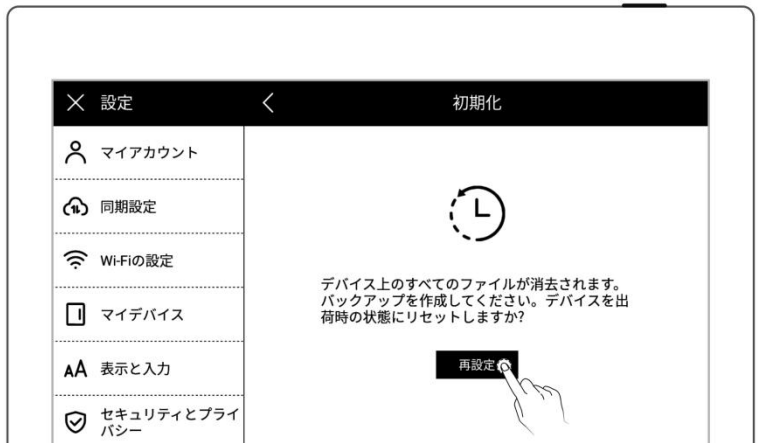 設定
初期化
マイアカウント
同期設定
Wi-Fiの設定
マイデバイス
AA 表示と入力
セキュリティとプライ
バシー
デバイス上のすべてのファイルが消去されます。
バックアップを作成してください。デバイスを出
荷時の状態にリセットしますか?
再設定